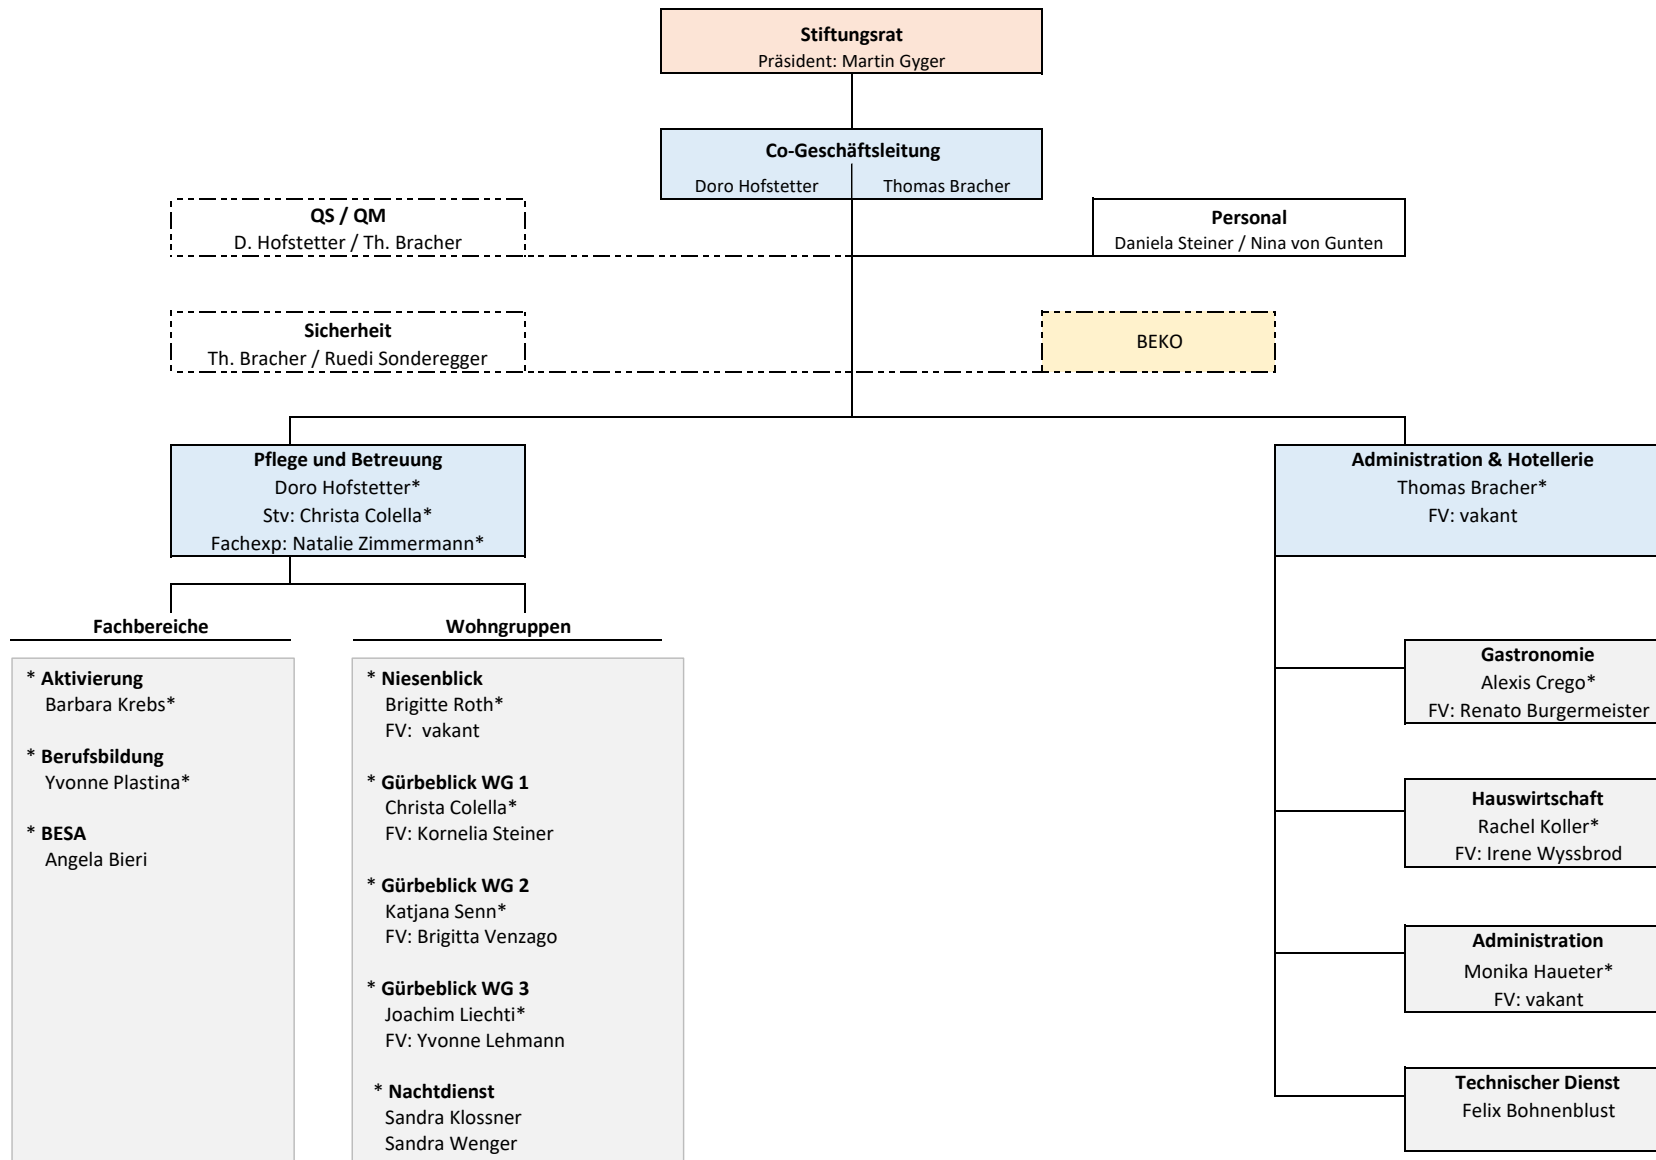 Stiftungsrat
Präsident: Martin Gyger
Co-Geschäftsleitung
Doro Hofstetter
Thomas Bracher
QS / QM
D. Hofstetter / Th. Bracher
Personal
Daniela Steiner / Nina von Gunten
Sicherheit
Th. Bracher / Ruedi Sonderegger
BEKO
Pflege und Betreuung
Doro Hofstetter*
Stv: Christa Colella*
Fachexp: Natalie Zimmermann*
Administration & Hotellerie
Thomas Bracher*
FV: vakant
Fachbereiche
* Aktivierung
Barbara Krebs*
* Berufsbildung
Yvonne Plastina*
* BESA
Angela Bieri
Wohngruppen
* Niesenblick
Brigitte Roth*
FV:  vakant
* Gürbeblick WG 1
Christa Colella*
FV: Kornelia Steiner
* Gürbeblick WG 2
Katjana Senn*
FV: Brigitta Venzago
* Gürbeblick WG 3
Joachim Liechti*
FV: Yvonne Lehmann
* Nachtdienst
Sandra Klossner
Sandra Wenger
Gastronomie
Alexis Crego*
FV: Renato Burgermeister
Hauswirtschaft
Rachel Koller*
FV: Irene Wyssbrod
Administration
Monika Haueter*
FV: vakant
Technischer Dienst
Felix Bohnenblust